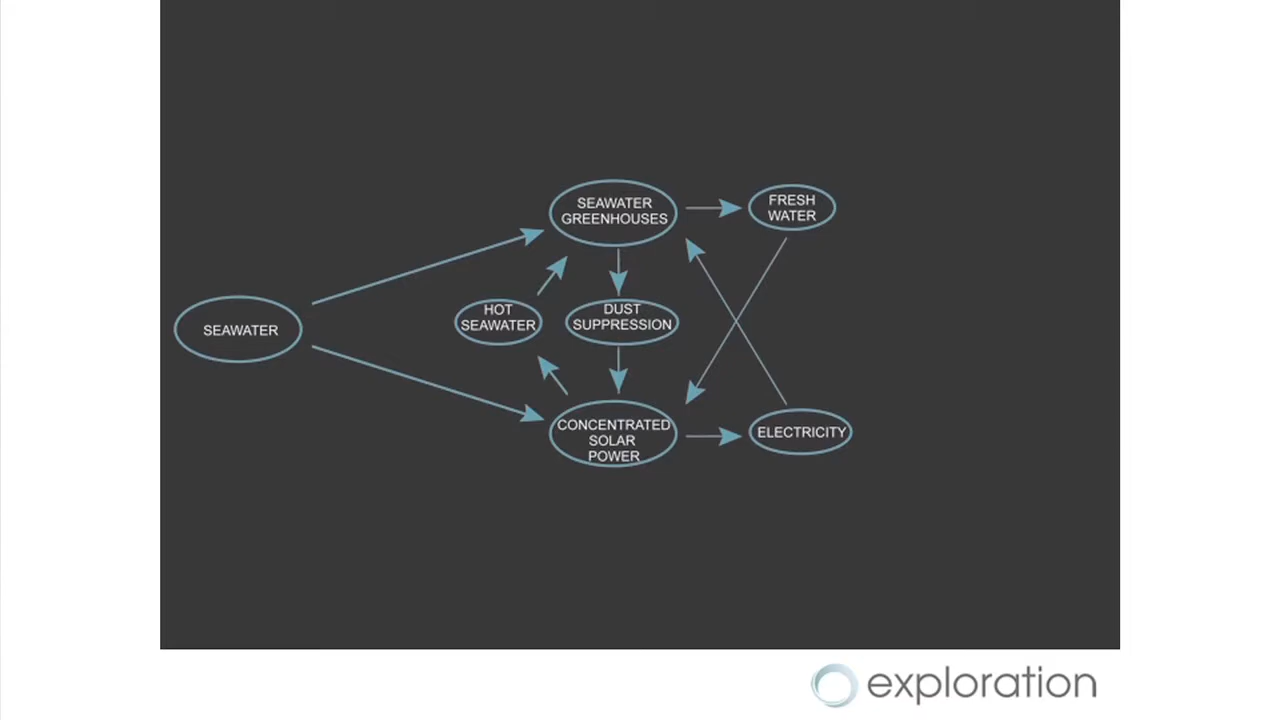 SEAWATER
GREENHOUSES
FRESH
WATER
SEAWATER
HOT
SEAWATER
DUST
SUPPRESSION
CONCENTRATED
SOLAR
POWER
ELECTRICITY
exploration